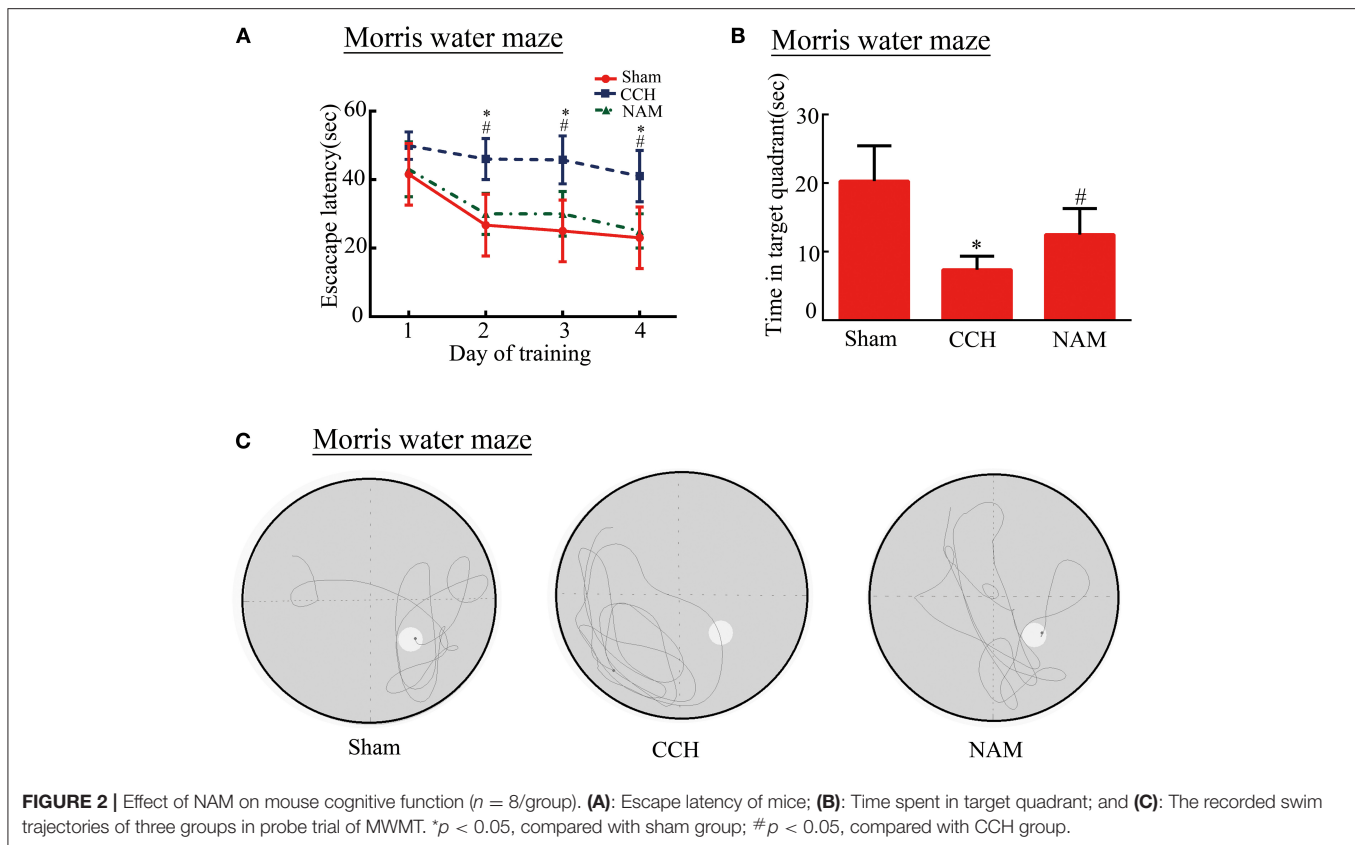 A
Morris water maze
Sham
CCH
NAM
Escacape latency(sec)
60
40
20
0
*
#
*
#
*
#
1
2
3
4
Day of training
B
Morris water maze
Time in target quadrant(sec)
30
20
10
0
*
#
Sham
CCH
NAM
C
Morris water maze
Sham
CCH
NAM
FIGURE 2 | Effect of NAM on mouse cognitive function (n = 8/group). (A): Escape latency of mice; (B): Time spent in target quadrant; and (C): The recorded swim
trajectories of three groups in probe trial of MWMT. *p < 0.05, compared with sham group; #p < 0.05, compared with CCH group.